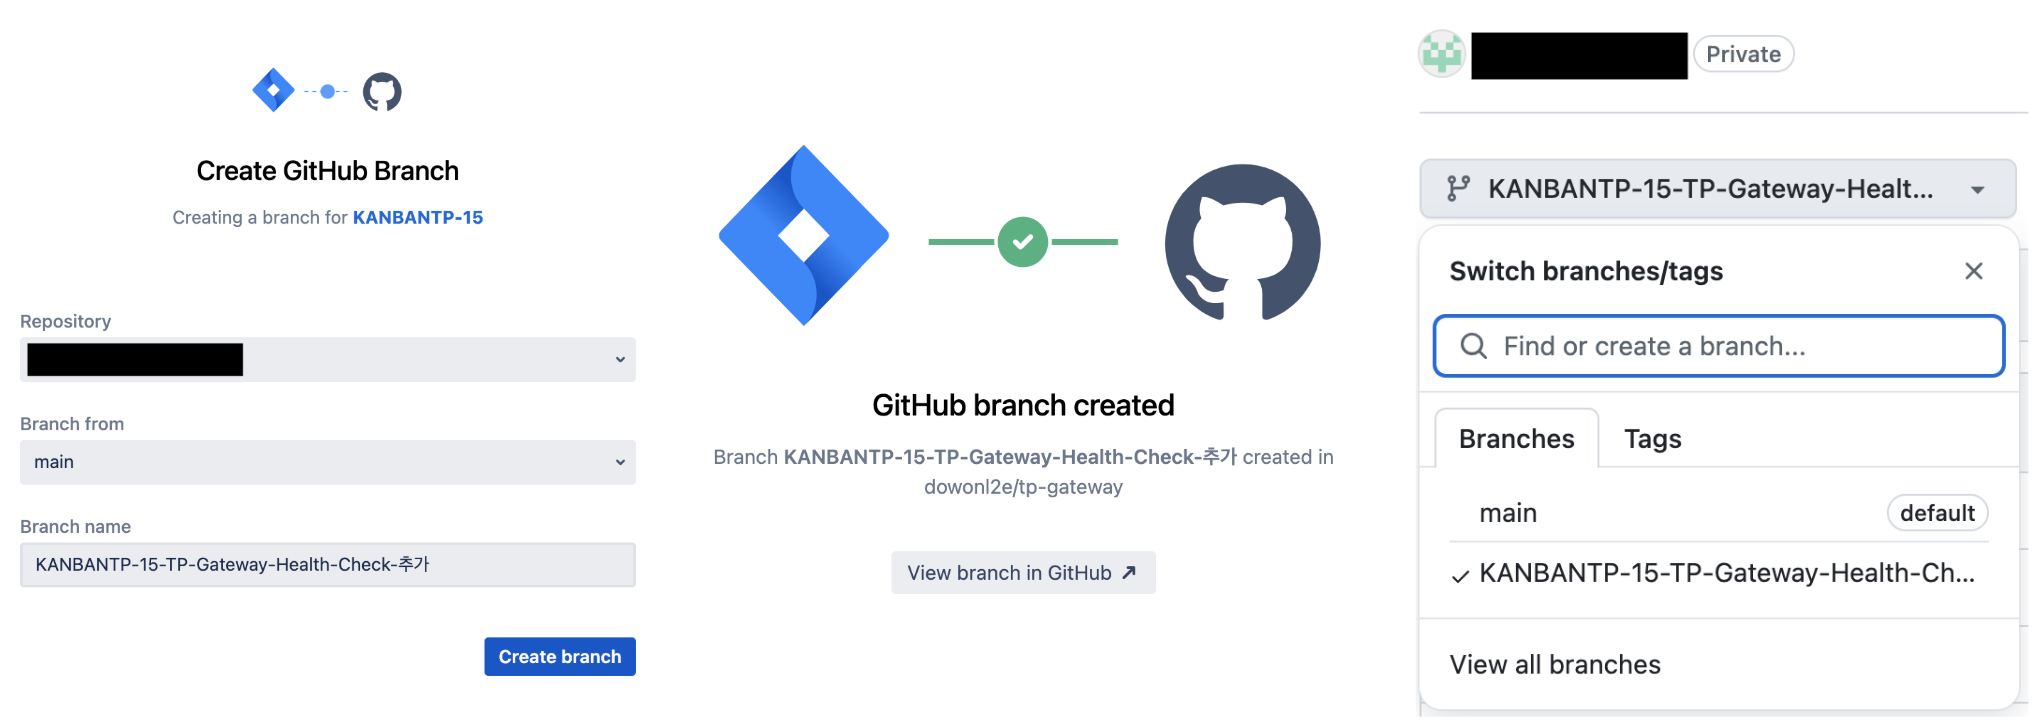 Create GitHub Branch
Creating a branch for KANBANTP-15
Repository
Branch from
main
Branch name
KANBANTP-15-TP-Gateway-Health-Check-추가
Create branch
GitHub branch created
Branch KANBANTP-15-TP-Gateway-Health-Check-추가 created in
dowonl2e/tp-gateway
View branch in GitHub
Private
KANBANTP-15-TP-Gateway-Healt...
Switch branches/tags
Find or create a branch...
Branches
Tags
main
default
KANBANTP-15-TP-Gateway-Health-Ch...
View all branches